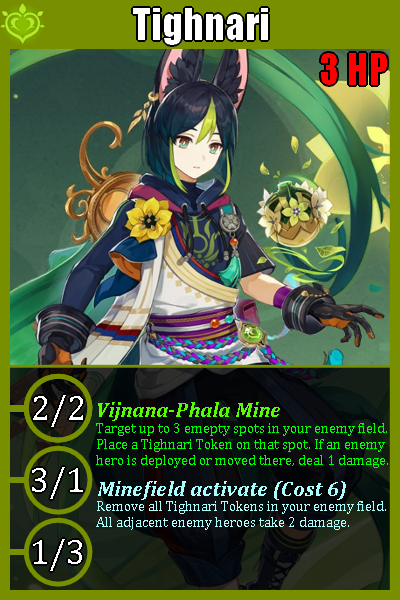 Tighnari
3 HP
2/2
Vijnana-Phala Mine
Target up to 3 emepty spots in your enemy field.
Place a Tighnari Token on that spot. If an enemy
hero is deployed or moved there, deal 1 damage.
3/1
Minefield activate (Cost 6)
Remove all Tighnari Tokens in your enemy field.
All adjacent enemy heroes take 2 damage.
1/3